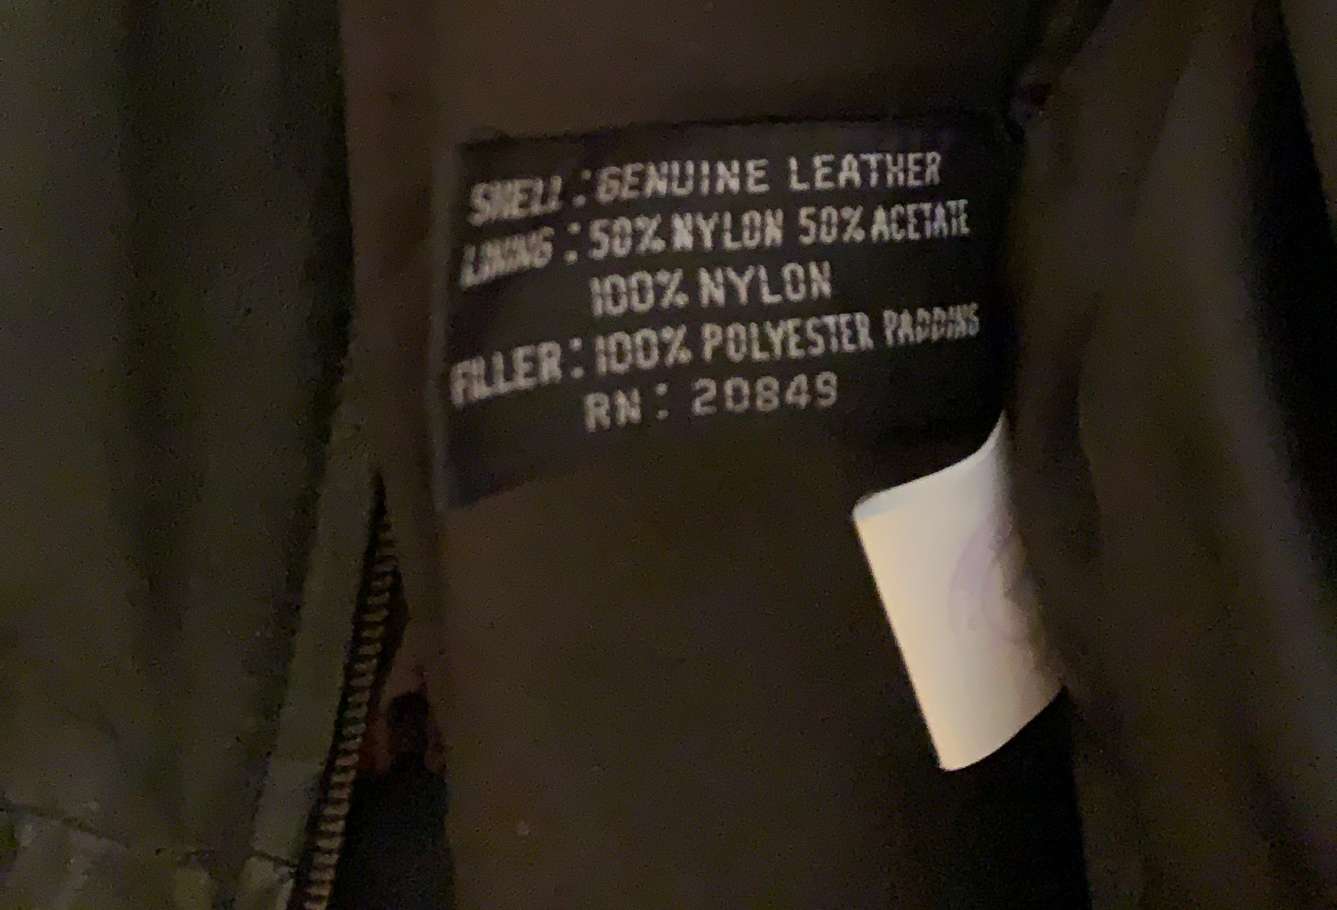 SHELL : GENUINE LEATHER
LINING : 50% NYLON 50% ACETATE
100% NYLON
FILLER : 100% POLYESTER PADDING
RN : 20849